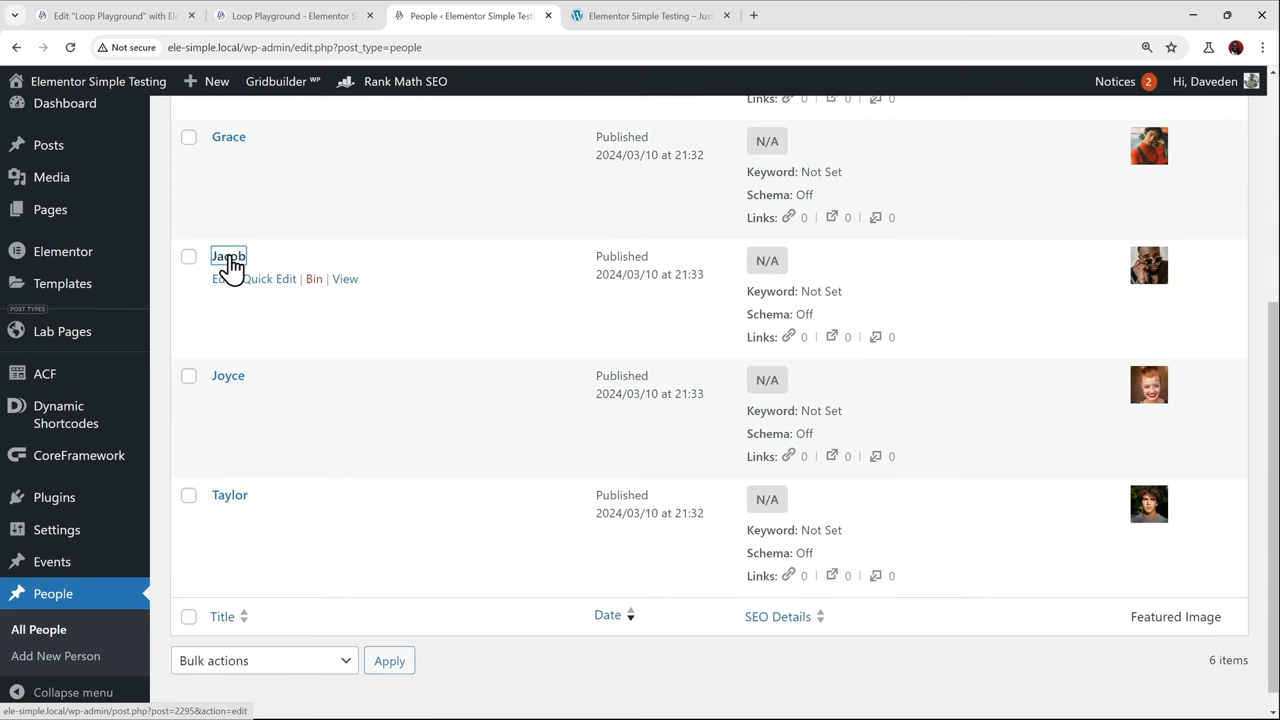 Edit "Loop Playground" with El
Loop Playground - Elementor S
People ‹ Elementor Simple Testi
Elementor Simple Testing – Jus
Not secure
ele-simple.local/wp-admin/edit.php?post_type=people
Elementor Simple Testing
New
Gridbuilder WP
Rank Math SEO
Notices 2
Hi, Daveden
Dashboard
Posts
Media
Pages
Elementor
Templates
POST TYPES
Lab Pages
ACF
Dynamic
Shortcodes
CoreFramework
Plugins
Settings
Events
People
All People
Add New Person
Collapse menu
Links: 0 | 0 | 0
Grace
Published
2024/03/10 at 21:32
N/A
Keyword: Not Set
Schema: Off
Links: 0 | 0 | 0
Jacob
Quick Edit | Bin | View
Published
2024/03/10 at 21:33
N/A
Keyword: Not Set
Schema: Off
Links: 0 | 0 | 0
Joyce
Published
2024/03/10 at 21:33
N/A
Keyword: Not Set
Schema: Off
Links: 0 | 0 | 0
Taylor
Published
2024/03/10 at 21:32
N/A
Keyword: Not Set
Schema: Off
Links: 0 | 0 | 0
Title
Date
SEO Details
Featured Image
Bulk actions
Apply
6 items
ele-simple.local/wp-admin/post.php?post=2295&action=edit